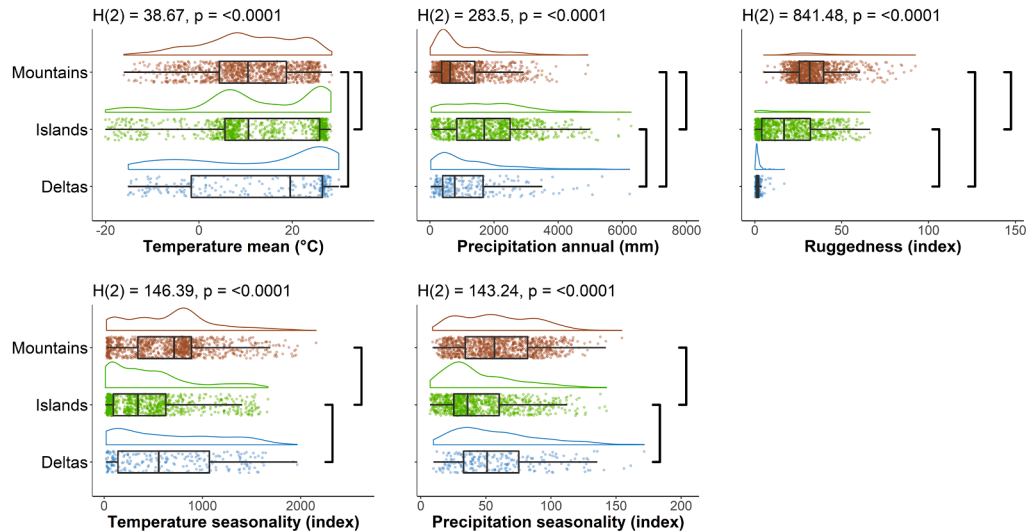 H(2) = 38.67, p = <0.0001
H(2) = 283.5, p = <0.0001
H(2) = 841.48, p = <0.0001
Mountains
Islands
Deltas
-20 0 20
0 2000 4000 6000 8000
0 50 100 150
Temperature mean (°C)
Precipitation annual (mm)
Ruggedness (index)
H(2) = 146.39, p = <0.0001
H(2) = 143.24, p = <0.0001
Mountains
Islands
Deltas
0 1000 2000
0 50 100 150 200
Temperature seasonality (index)
Precipitation seasonality (index)